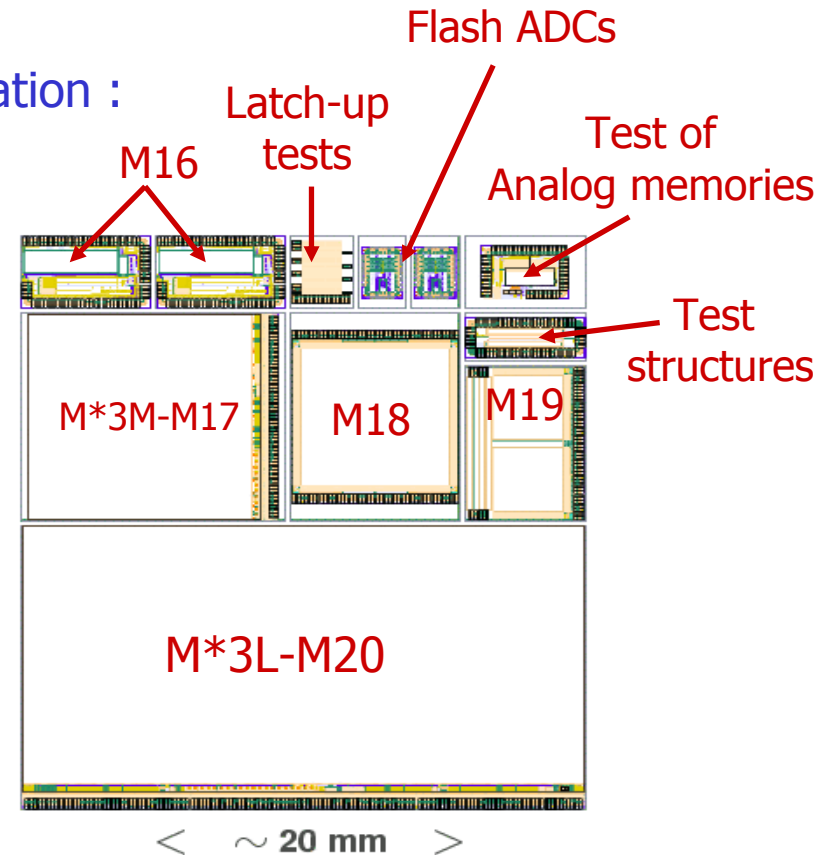 Flash ADCs
ation :
Latch-up
tests
M16
Test of
Analog memories
Test
structures
M*3M-M17
M18
M19
M*3L-M20
< ~ 20 mm >